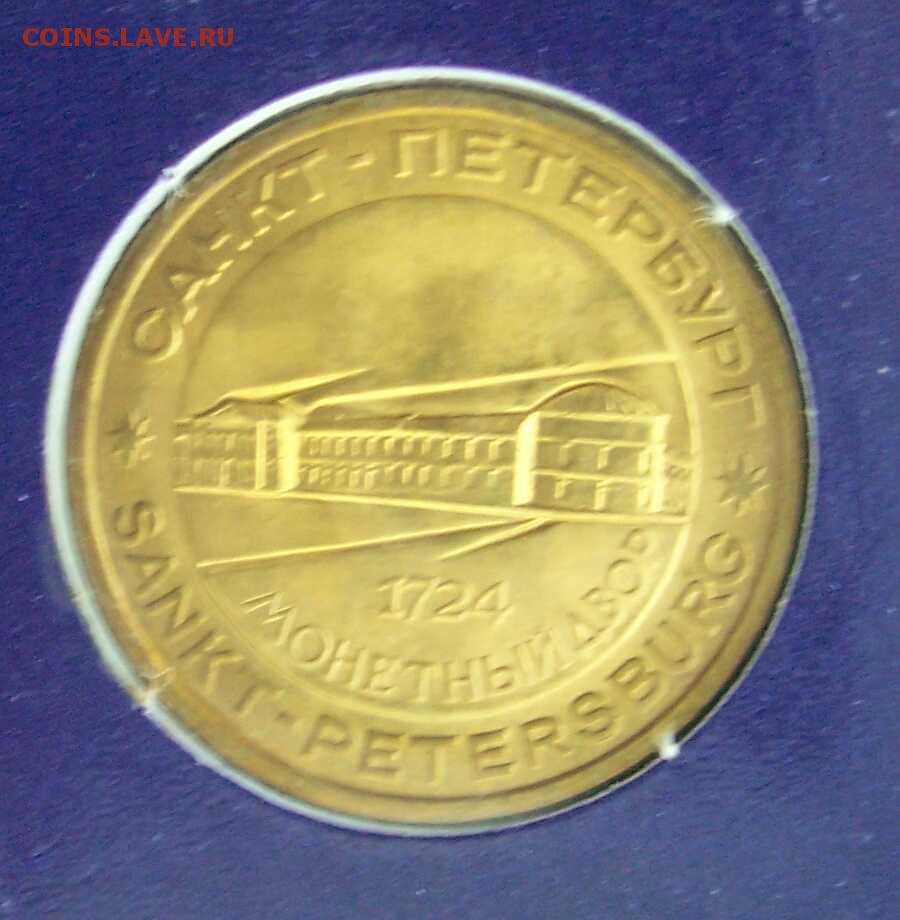 COINS.LAVE.RU
САНКТ-ПЕТЕРБУРГ
1724
МОНЕТНЫЙ ДВОР
SANKT-PETERSBURG